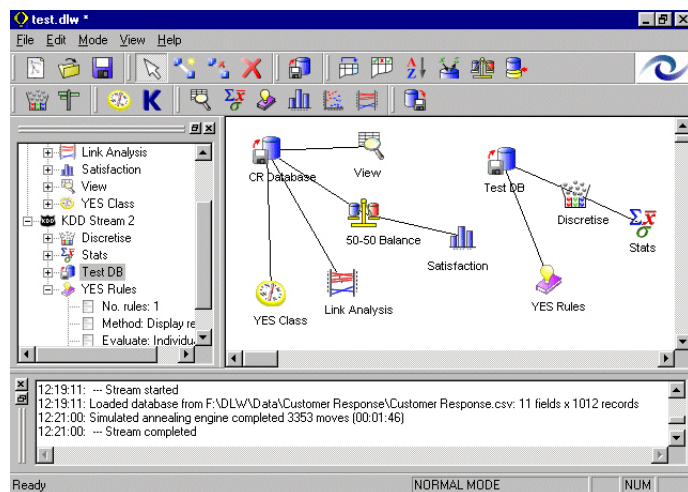 test.dlw *
File Edit Mode View Help
Link Analysis
Satisfaction
View
YES Class
KDD KDD Stream 2
Discretise
Stats
Test DB
YES Rules
No. rules: 1
Method: Display re
Evaluate: Individu
CR Database
View
Test DB
Discretise
Stats
50-50 Balance
Satisfaction
YES Class
Link Analysis
YES Rules
12:19:11: --- Stream started
12:19:11: Loaded database from F:\DLW\Data\Customer Response\Customer Response.csv: 11 fields x 1012 records
12:21:00: Simulated annealing engine completed 3353 moves (00:01:46)
12:21:00: --- Stream completed
Ready NORMAL MODE NUM